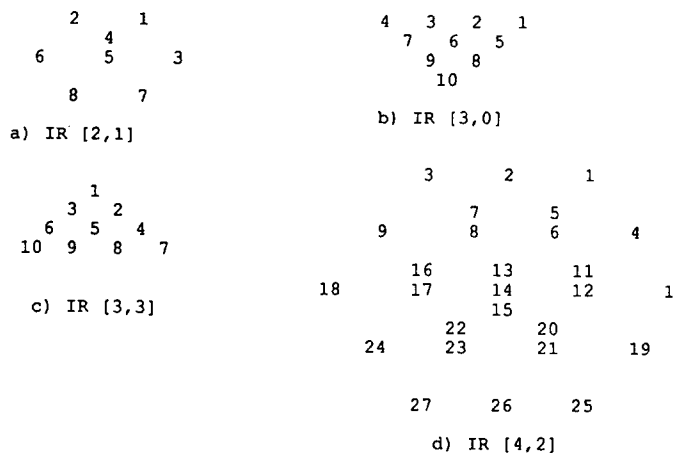 2 1
4
6 5 3
8 7
a) IR [2,1]
4 3 2 1
7 6 5
9 8
10
b) IR [3,0]
1
3 2
6 5 4
10 9 8 7
c) IR [3,3]
3 2 1
7 5
9 8 6 4
16 13 11
18 17 14 12 1
15
22 20
24 23 21 19
27 26 25
d) IR [4,2]